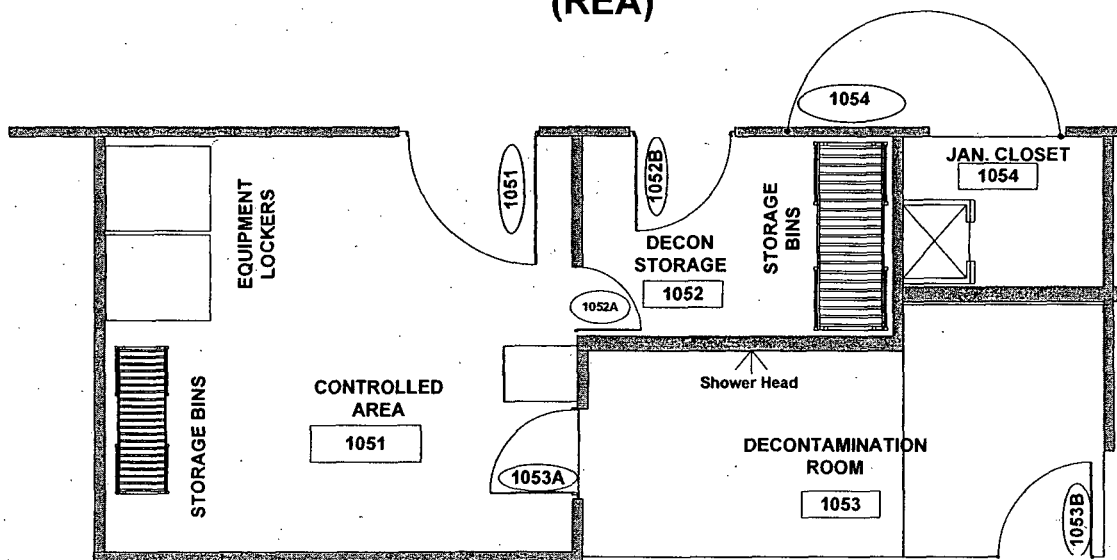 (REA)
1054
1051
1052B
JAN. CLOSET
1054
EQUIPMENT
LOCKERS
STORAGE
BINS
DECON
STORAGE
1052
1052A
Shower Head
STORAGE BINS
CONTROLLED
AREA
1051
1053A
DECONTAMINATION
ROOM
1053
1053B